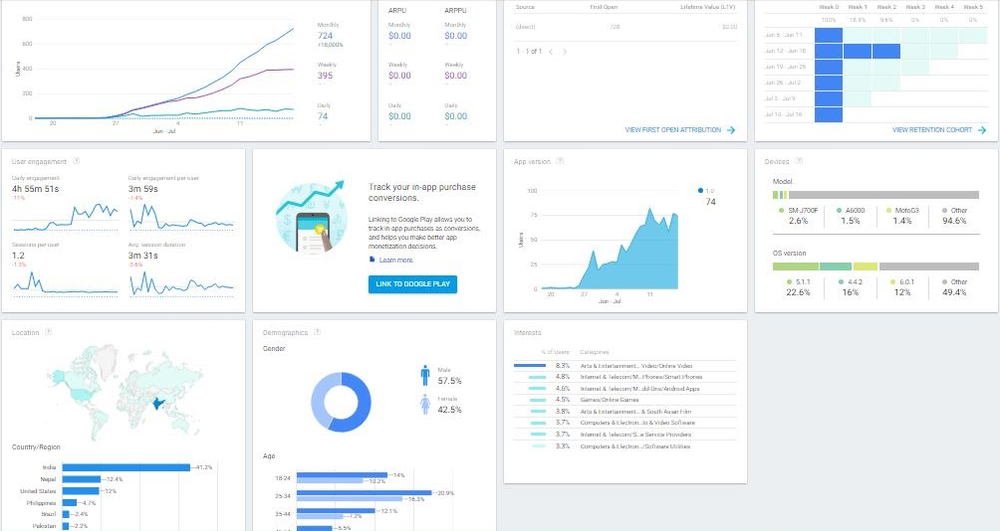 800
600
400
200
0
Users
20
27
4
11
Jun - Jul
Monthly
724
+18,000%
Weekly
395
Daily
74
ARPU
ARPPU
Monthly
$0.00
Monthly
$0.00
Weekly
$0.00
Weekly
$0.00
Daily
$0.00
Daily
$0.00
Source First Open Lifetime Value (LTV)
(direct) 728 $0.00
1 - 1 of 1
VIEW FIRST OPEN ATTRIBUTION
Week 0 Week 1 Week 2 Week 3 Week 4 Week 5
100% 18.9% 9.6% 0% 0% 0%
Jun 5 - Jun 11
Jun 12 - Jun 18
Jun 19 - Jun 25
Jun 26 - Jul 2
Jul 3 - Jul 9
Jul 10 - Jul 16
VIEW RETENTION COHORT
User engagement ?
Daily engagement
4h 55m 51s
-11%
Daily engagement per user
3m 59s
-1.4%
Sessions per user
1.2
-1.3%
Avg. session duration
3m 31s
-0.6%
Track your in-app purchase
conversions.
Linking to Google Play allows you to
track in-app purchases as conversions,
and helps you make better app
monetization decisions.
Learn more.
LINK TO GOOGLE PLAY
App version ?
100
75
50
25
0
Users
20
27
4
11
Jun - Jul
1.0
74
Devices ?
Model
SM-J700F A6000 MotoG3 Other
2.6% 1.5% 1.4% 94.6%
OS version
5.1.1 4.4.2 6.0.1 Other
22.6% 16% 12% 49.4%
Location ?
Country/Region
India 41.2%
Nepal 12.4%
United States 12%
Philippines 4.7%
Brazil 2.4%
Pakistan 2.2%
Demographics ?
Gender
Male
57.5%
Female
42.5%
Age
18-24 14%
10.2%
25-34 20.9%
16.3%
35-44 12.1%
7.2%
5.5%
Interests
% of Users Categories
8.3% Arts & Entertainment... Video/Online Video
4.8% Internet & Telecom/M...Phones/Smart Phones
4.6% Internet & Telecom/M...dd-Ons/Android Apps
4.5% Games/Online Games
3.8% Arts & Entertainment... & South Asian Film
3.7% Computers & Electron...io & Video Software
3.7% Internet & Telecom/S...e Service Providers
3.3% Computers & Electron.../Software Utilities